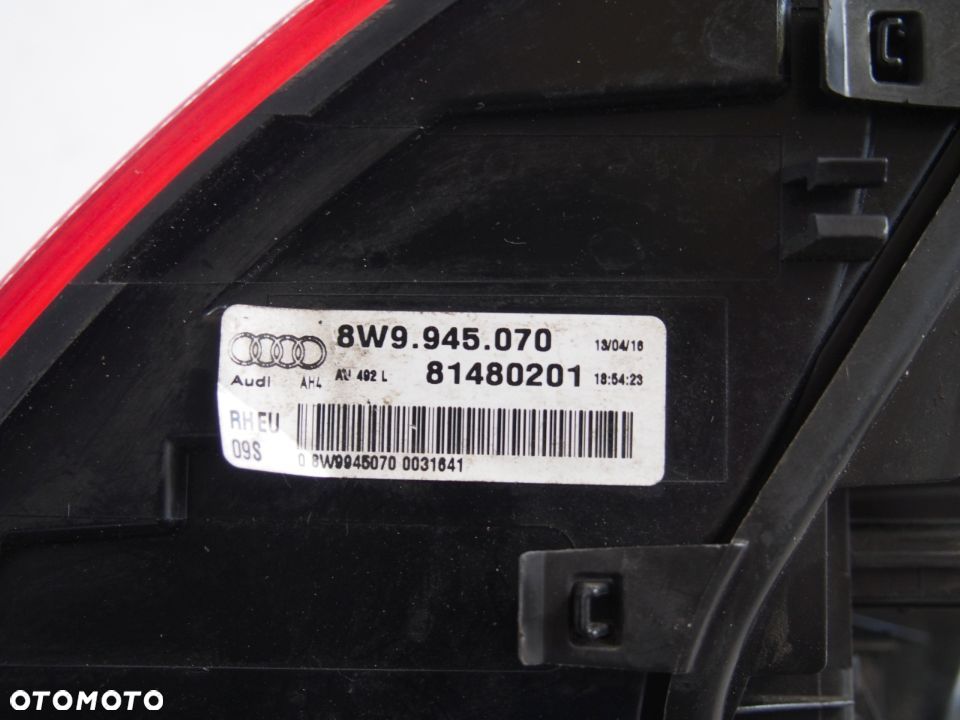 8W9.945.070 13/04/16
Audi AH4 AU 492 L 81480201 18:54:23
RH EU
09S
0 8W9945070 0031641
OTOMOTO